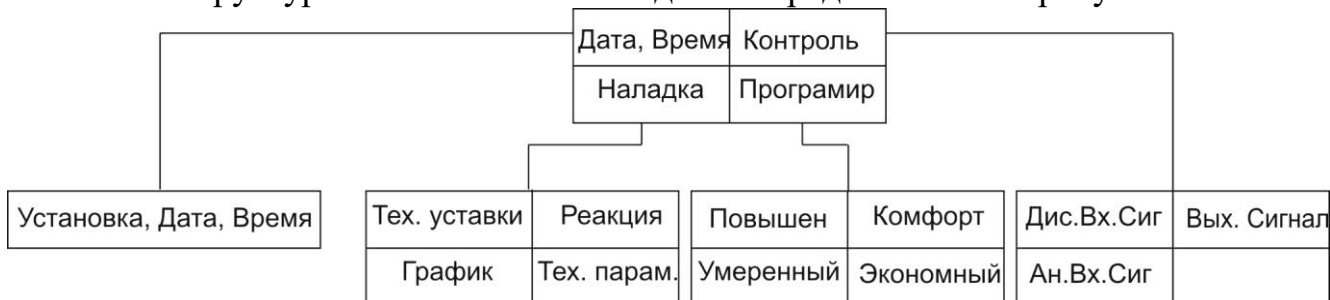 Дата, Время Контроль
Наладка Програмир
Установка, Дата, Время
Тех. уставки Реакция
График Тех. парам.
Повышен Комфорт
Умеренный Экономный
Дис.Вх.Сиг Вых. Сигнал
Ан.Вх.Сиг